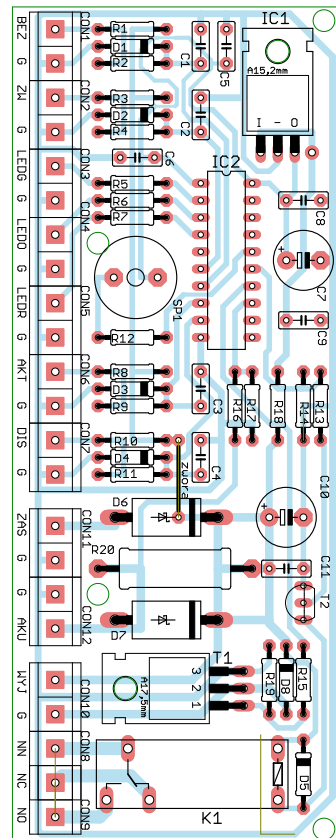 BEZ
G
CON1
ZW
G
CON2
LEDG
G
CON3
LEDO
G
CON4
LEDR
G
CON5
AKT
G
CON6
DIS
G
CON7
ZAS
G
CON11
G
AKU
CON12
WYJ
G
CON10
NN
NC
NO
CON8
CON9
R1
D1
R2
C1
C5
IC1
A15,2mm
I - O
R3
D2
R4
C2
C6
IC2
R5
R6
R7
C8
+
C7
SP1
C9
R12
R8
D3
R9
C3
R16
R17
R18
R14
R13
R10
D4
R11
C4
zwora
D6
+
C10
R20
C11
T2
D7
T1
A17,5mm
3
2
1
R19
D8
R15
K1
D5